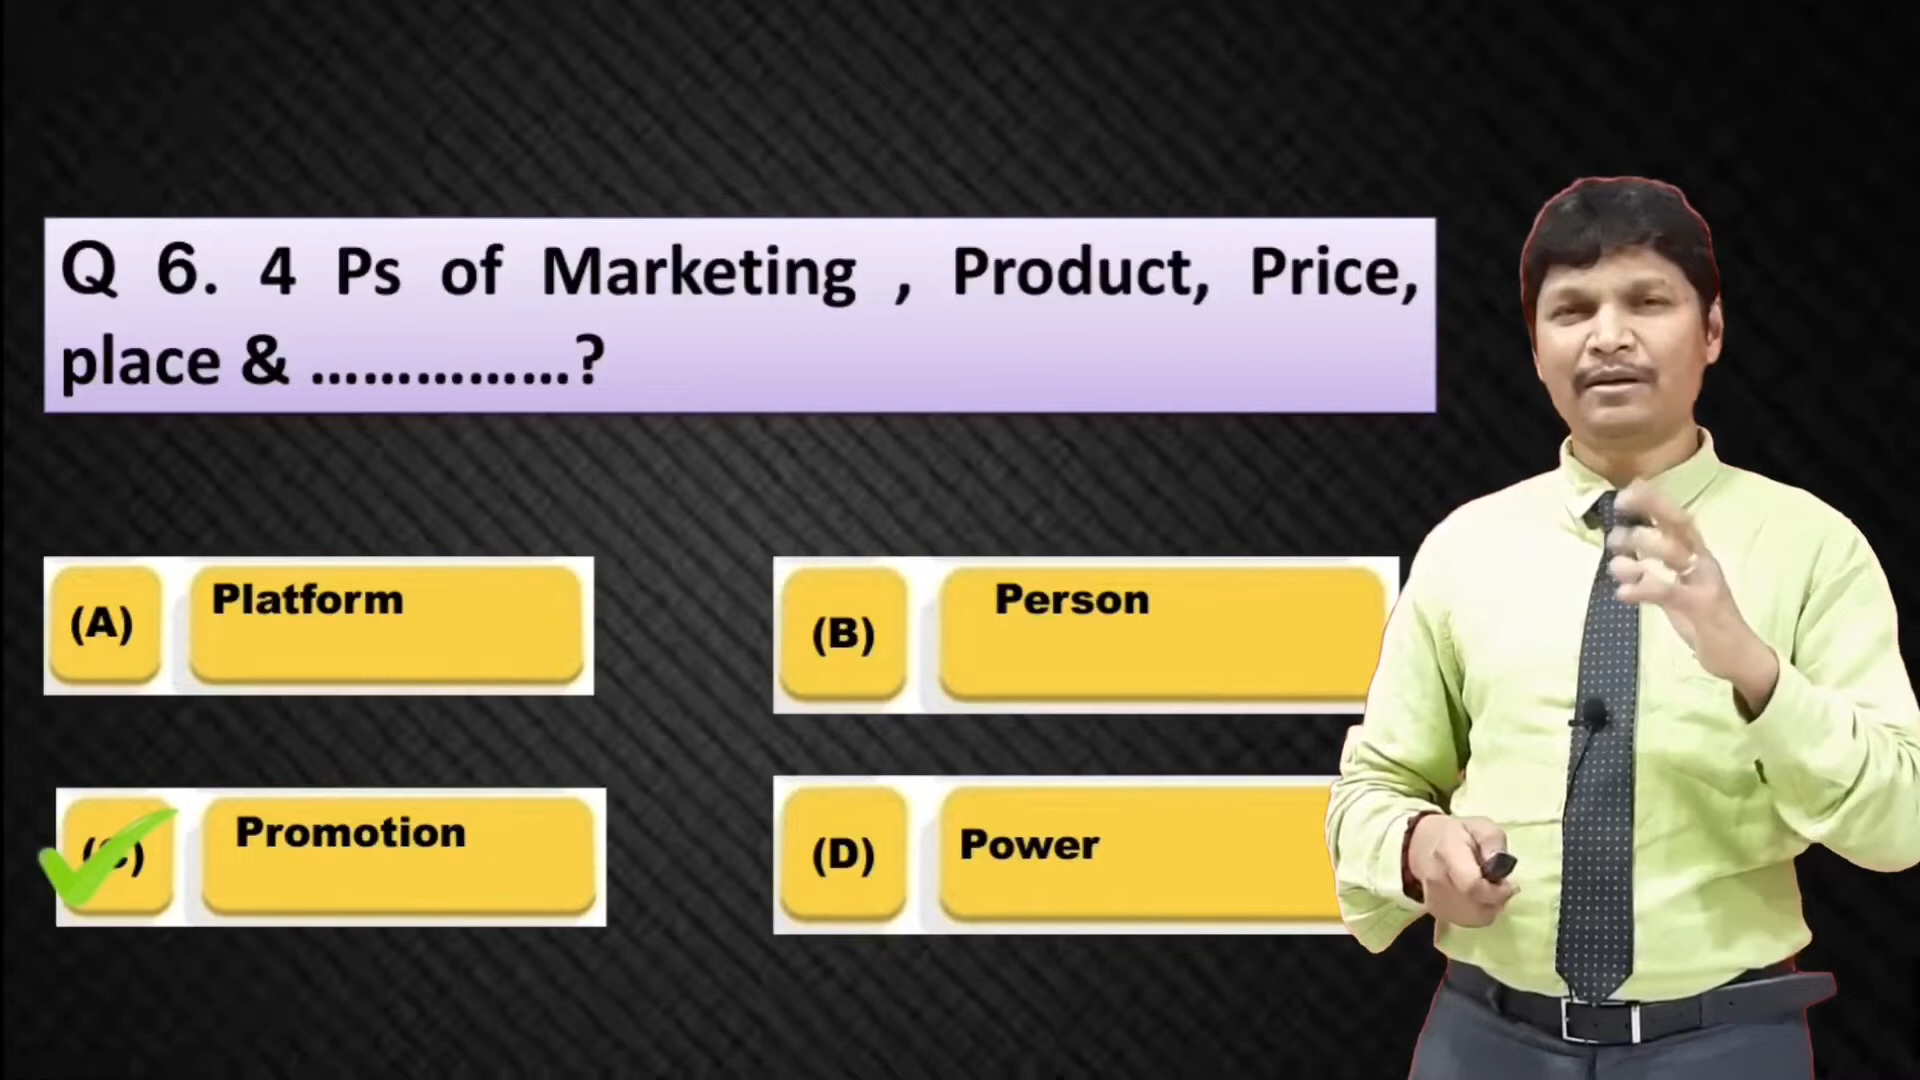 Q 6. 4 Ps of Marketing , Product, Price,
place & ...............?
(A) Platform
(B) Person
(C) Promotion
(D) Power